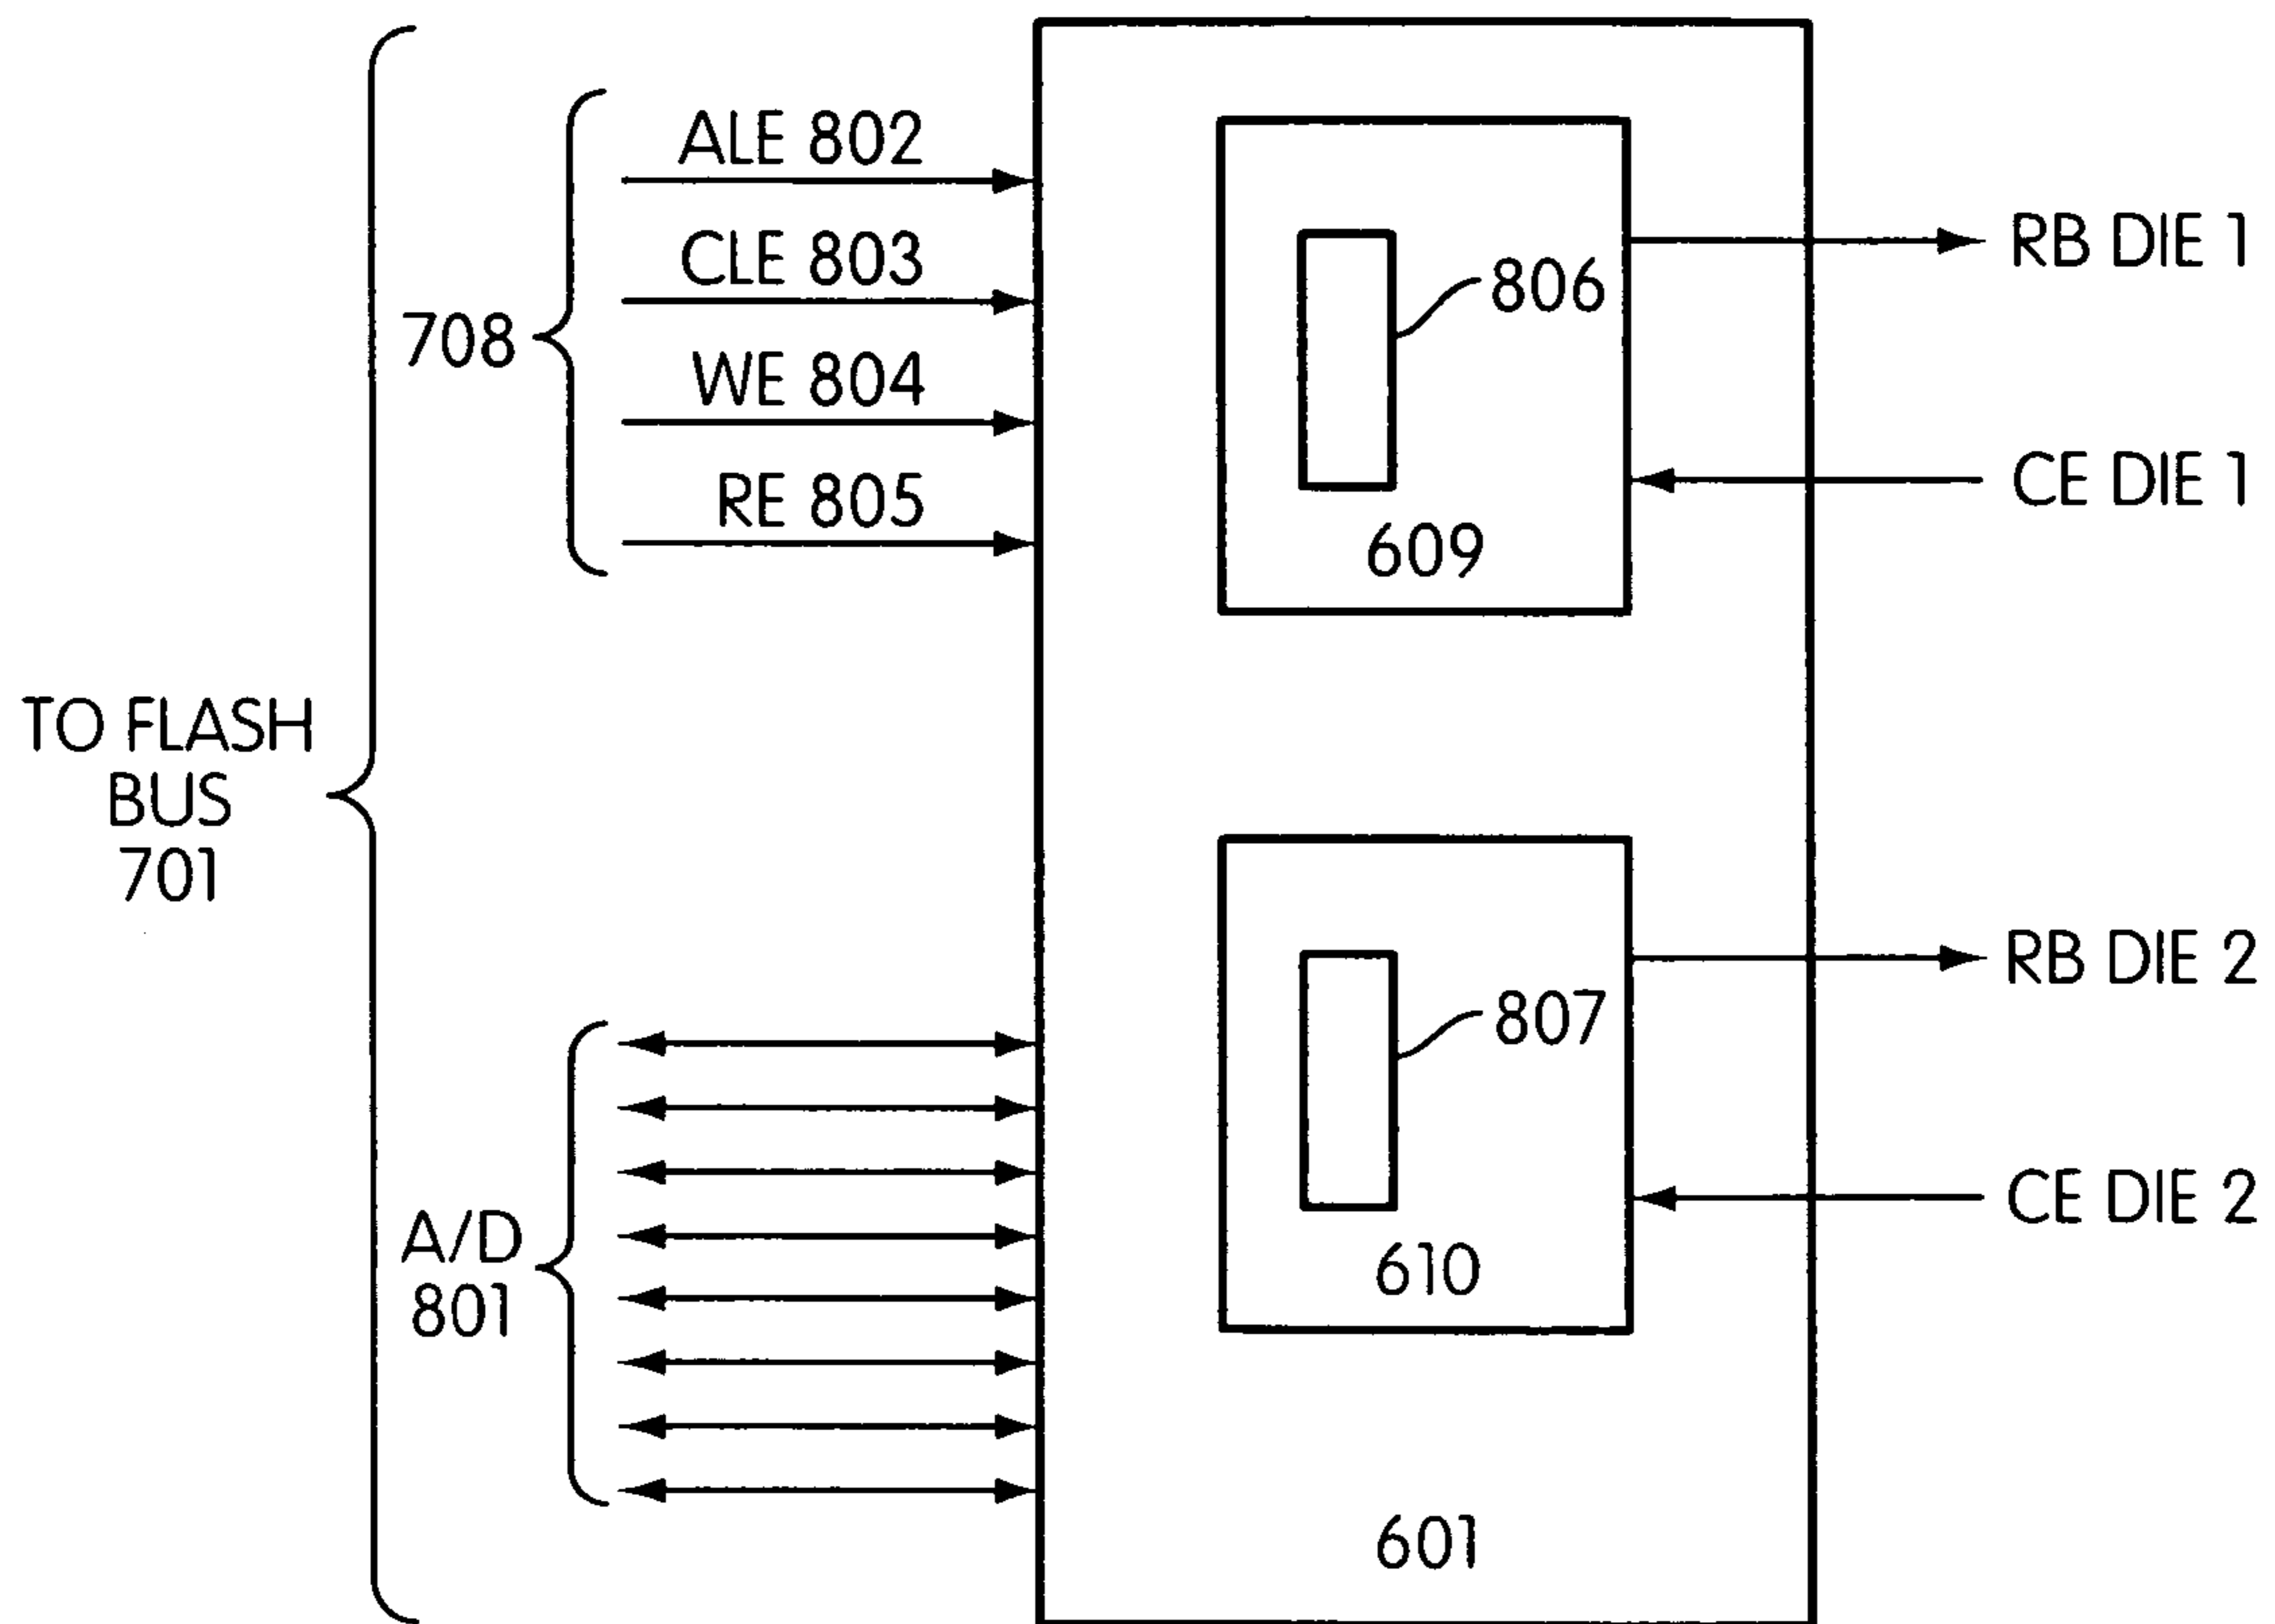 TO FLASH
BUS
701
708
ALE 802
CLE 803
WE 804
RE 805
A/D
801
806
609
807
610
601
RB DIE 1
CE DIE 1
RB DIE 2
CE DIE 2